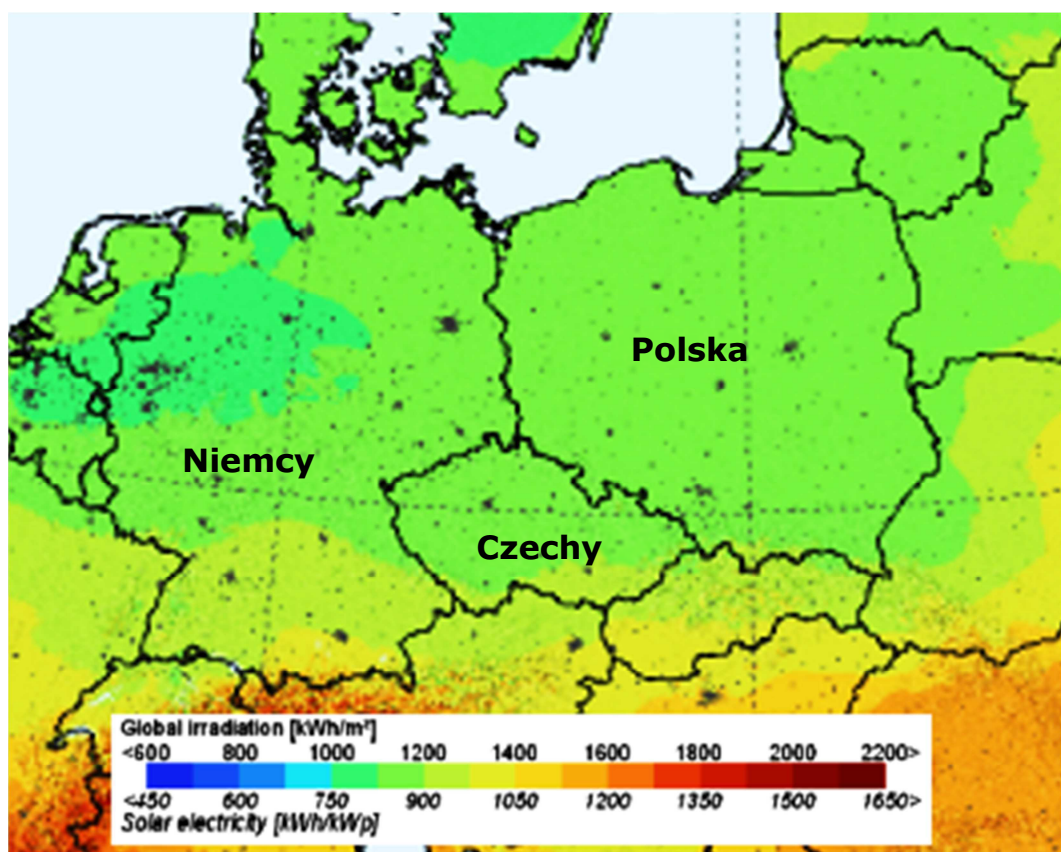 Polska
Niemcy
Czechy
Global irradiation [kWh/m²]
<600 800 1000 1200 1400 1600 1800 2000 2200>
<450 600 750 900 1050 1200 1350 1500 1650>
Solar electricity [kWh/kWp]